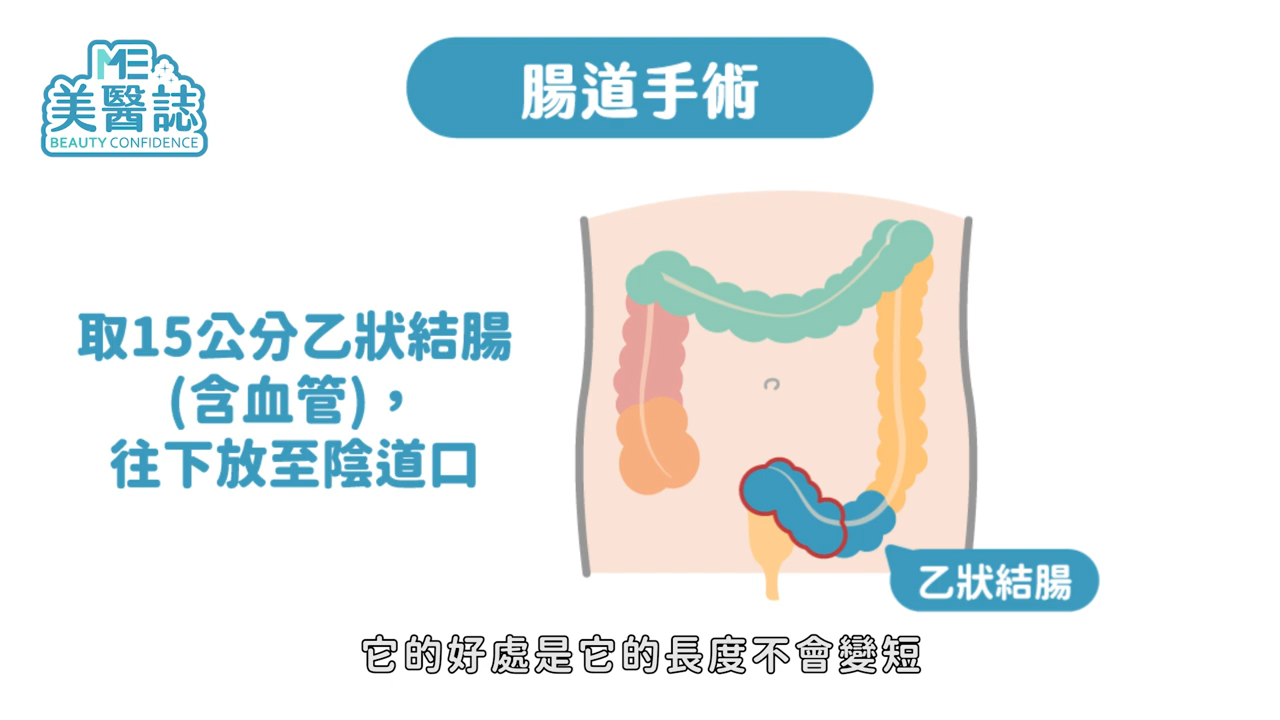 ME
美醫誌
BEAUTY CONFIDENCE
腸道手術
取15公分乙狀結腸
(含血管)，
往下放至陰道口
乙狀結腸
它的好處是它的長度不會變短